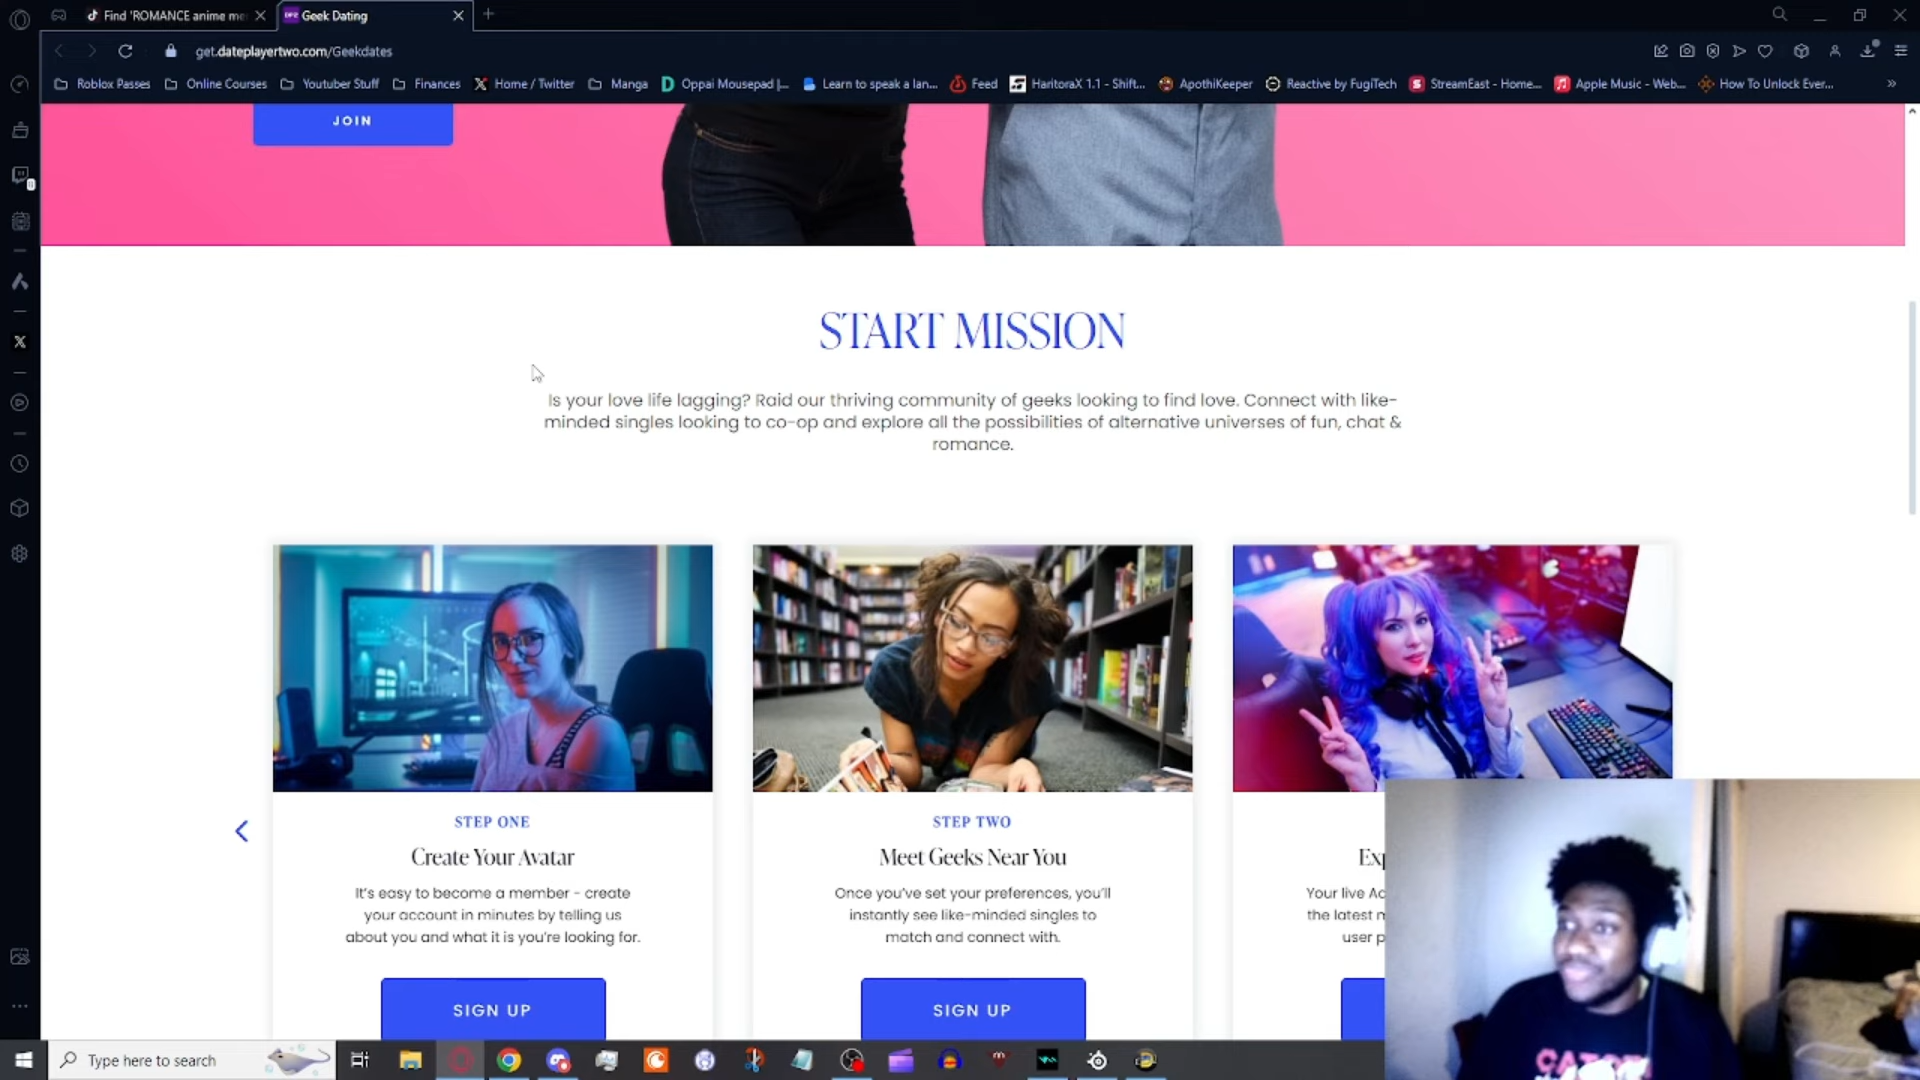 Find 'ROMANCE anime me
Geek Dating
get.dateplayertwo.com/Geekdates
Roblox Passes
Online Courses
Youtuber Stuff
Finances
Home / Twitter
Manga
Oppai Mousepad |...
Learn to speak a lan...
Feed
HaritoraX 1.1 - Shift...
ApothiKeeper
Reactive by FugiTech
StreamEast - Home...
Apple Music - Web...
How To Unlock Ever...
JOIN
START MISSION
Is your love life lagging? Raid our thriving community of geeks looking to find love. Connect with like-
minded singles looking to co-op and explore all the possibilities of alternative universes of fun, chat &
romance.
STEP ONE
Create Your Avatar
It's easy to become a member - create
your account in minutes by telling us
about you and what it is you're looking for.
SIGN UP
STEP TWO
Meet Geeks Near You
Once you've set your preferences, you'll
instantly see like-minded singles to
match and connect with.
SIGN UP
Exp
Your live Ac
the latest m
user p
Type here to search